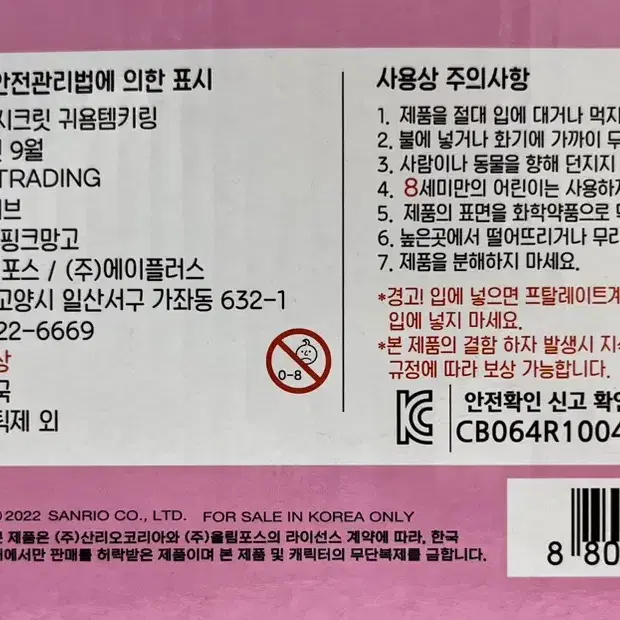 안전관리법에 의한 표시
시크릿 귀욤템키링
9월
TRADING
브
핑크망고
포스 / (주)에이플러스
고양시 일산서구 가좌동 632-1
22-6669
상
국
틱제 외
0-8
사용상 주의사항
1. 제품을 절대 입에 대거나 먹지
2. 불에 넣거나 화기에 가까이 두
3. 사람이나 동물을 향해 던지지
4. 8세미만의 어린이는 사용하
5. 제품의 표면을 화학약품으로
6. 높은곳에서 떨어뜨리거나 무리
7. 제품을 분해하지 마세요.
*경고! 입에 넣으면 프탈레이트계
입에 넣지 마세요.
*본 제품의 결함 하자 발생시 지
규정에 따라 보상 가능합니다.
안전확인 신고 확인
CB064R1004
©2022 SANRIO CO., LTD. FOR SALE IN KOREA ONLY
본 제품은 (주)산리오코리아와 (주)올림포스의 라이선스 계약에 따라, 한국
에서만 판매를 허락받은 제품이며 본 제품 및 캐릭터의 무단복제를 금합니다.
8 80